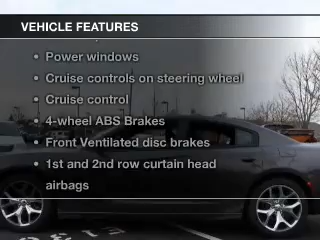 VEHICLE FEATURES
• Power windows
• Cruise controls on steering wheel
• Cruise control
• 4-wheel ABS Brakes
• Front Ventilated disc brakes
• 1st and 2nd row curtain head
airbags